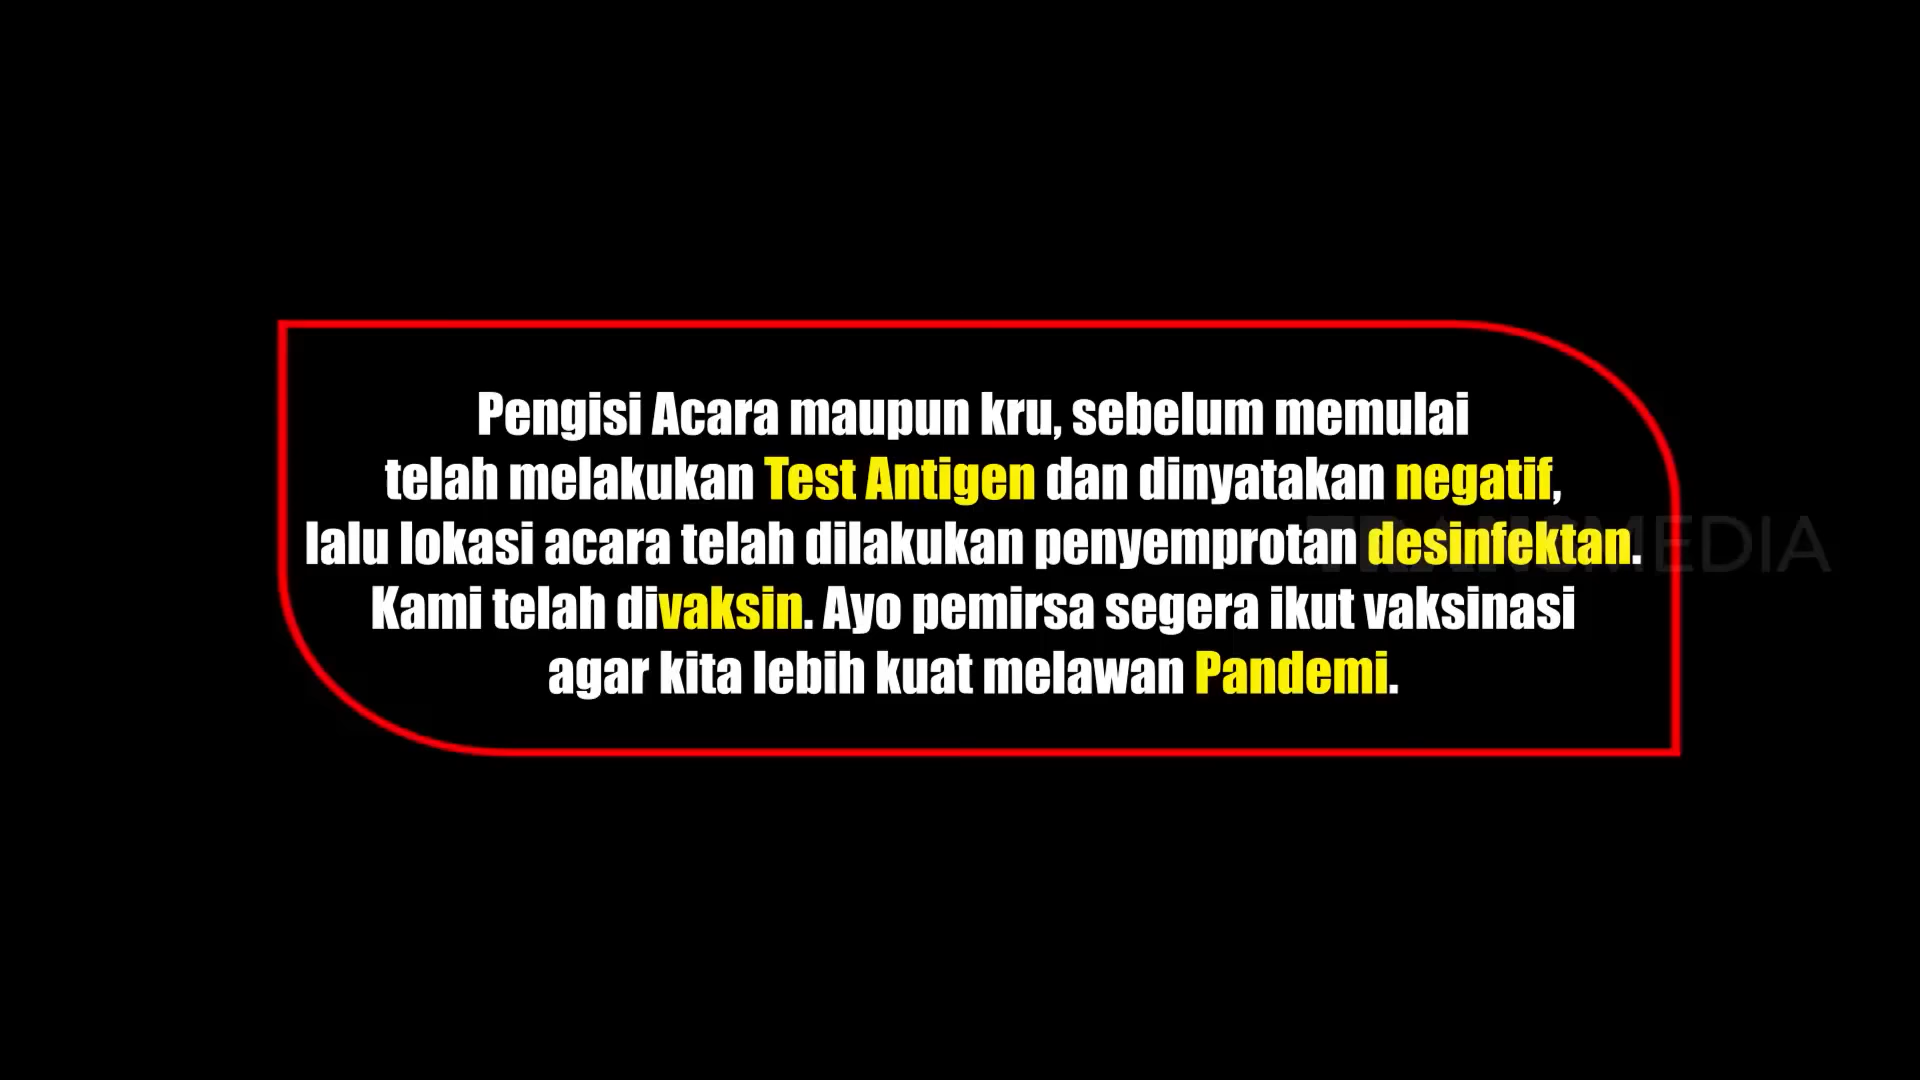 Pengisi Acara maupun kru, sebelum memulai
telah melakukan Test Antigen dan dinyatakan negatif,
lalu lokasi acara telah dilakukan penyemprotan desinfektan.
Kami telah divaksin. Ayo pemirsa segera ikut vaksinasi
agar kita lebih kuat melawan Pandemi.
TRANSMEDIA